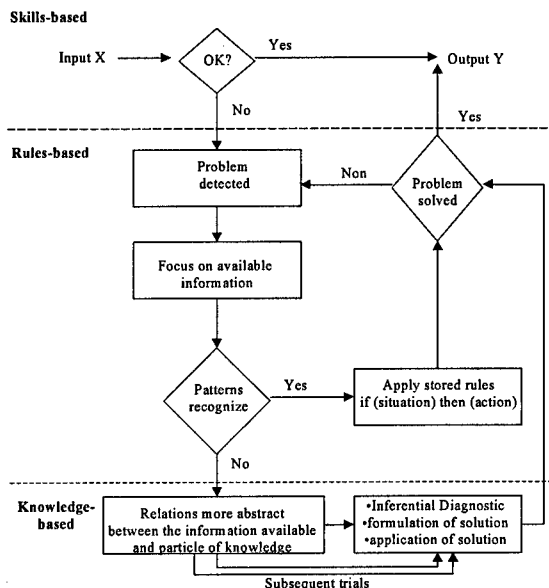 Skills-based
Input X
OK?
Yes
Output Y
No
Yes
Rules-based
Problem
detected
Non
Problem
solved
Focus on available
information
Patterns
recognize
Yes
Apply stored rules
if (situation) then (action)
No
Knowledge-
based
Relations more abstract
between the information available
and particle of knowledge
•Inferential Diagnostic
•formulation of solution
•application of solution
Subsequent trials